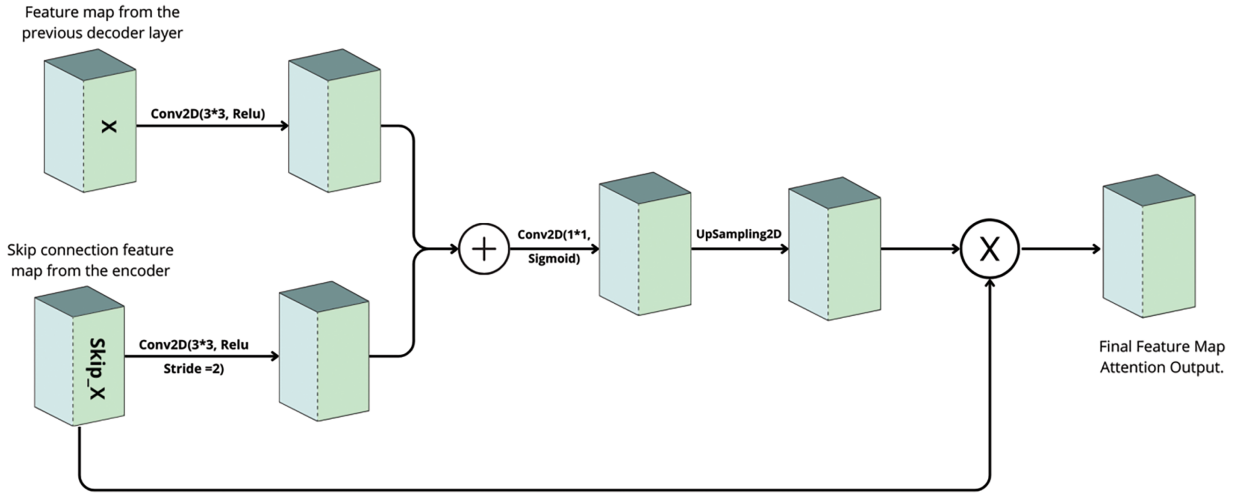 Feature map from the
previous decoder layer
X
Conv2D(3*3, Relu)
Skip connection feature
map from the encoder
Skip_X
Conv2D(3*3, Relu
Stride =2)
+
Conv2D(1*1,
Sigmoid)
UpSampling2D
X
Final Feature Map
Attention Output.